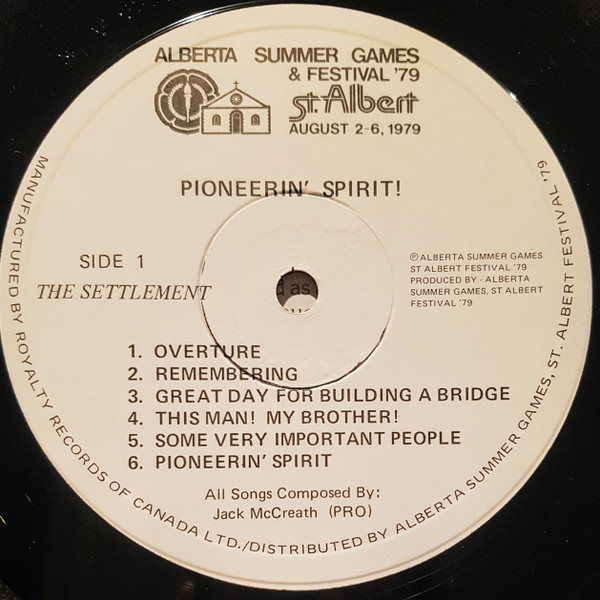 ALBERTA SUMMER GAMES
& FESTIVAL '79
St. Albert
AUGUST 2-6, 1979
PIONEERIN' SPIRIT!
SIDE 1
THE SETTLEMENT
Ⓟ ALBERTA SUMMER GAMES
ST ALBERT FESTIVAL '79
PRODUCED BY - ALBERTA
SUMMER GAMES, ST ALBERT
FESTIVAL '79
as
1. OVERTURE
2. REMEMBERING
3. GREAT DAY FOR BUILDING A BRIDGE
4. THIS MAN! MY BROTHER!
5. SOME VERY IMPORTANT PEOPLE
6. PIONEERIN' SPIRIT
All Songs Composed By:
Jack McCreath (PRO)
MANUFACTURED BY ROYALTY RECORDS OF CANADA LTD./DISTRIBUTED BY ALBERTA SUMMER GAMES, ST. ALBERT FESTIVAL '79